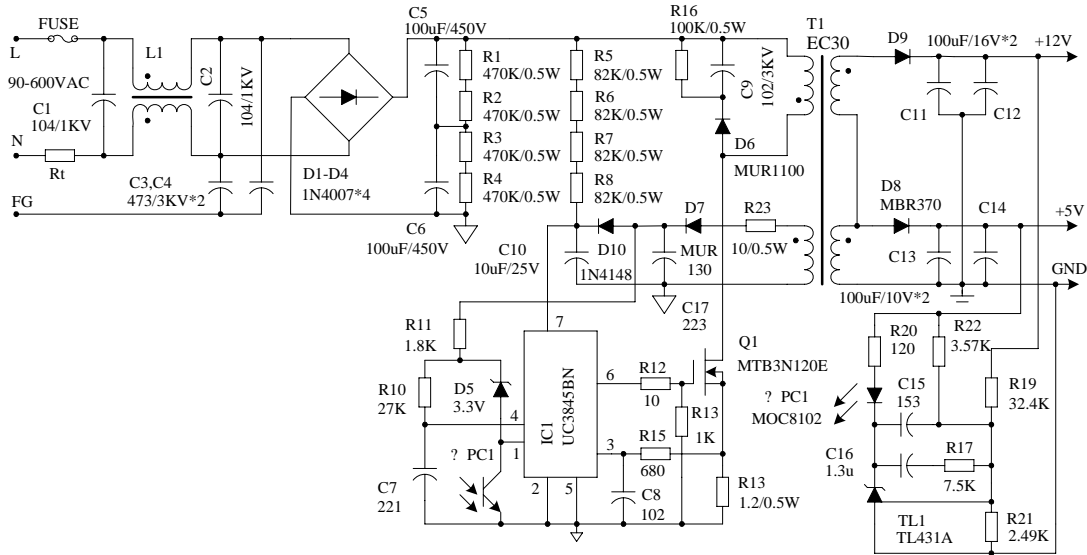 FUSE
L
90-600VAC
C1
104/1KV
N
Rt
FG
L1
C2
104/1KV
C3,C4
473/3KV*2
D1-D4
1N4007*4
C5
100uF/450V
R1
470K/0.5W
R2
470K/0.5W
R3
470K/0.5W
R4
470K/0.5W
C6
100uF/450V
R5
82K/0.5W
R6
82K/0.5W
R7
82K/0.5W
R8
82K/0.5W
R16
100K/0.5W
C9
102/3KV
D6
MUR1100
T1
EC30
D9
100uF/16V*2
+12V
C11
C12
D8
MBR370
C14
+5V
C13
GND
100uF/10V*2
C10
10uF/25V
D10
1N4148
D7
MUR
130
R23
10/0.5W
C17
223
R11
1.8K
R10
27K
D5
3.3V
? PC1
C7
221
7
6
4
1
3
2
5
IC1
UC3845BN
R12
10
R13
1K
R15
680
C8
102
Q1
MTB3N120E
R13
1.2/0.5W
R20
120
R22
3.57K
? PC1
MOC8102
C15
153
R19
32.4K
C16
1.3u
R17
7.5K
TL1
TL431A
R21
2.49K